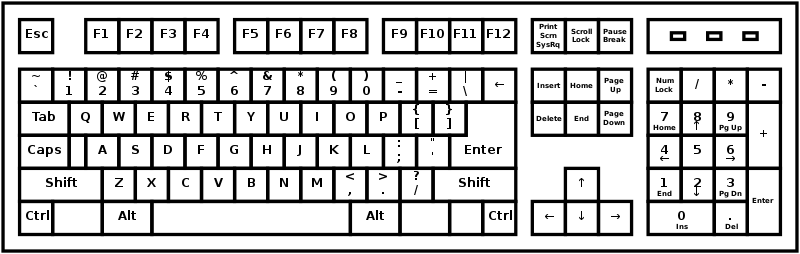 Esc F1 F2 F3 F4 F5 F6 F7 F8 F9 F10 F11 F12 Print Scrn SysRq Scroll Lock Pause Break
~ ! @ # $ % ^ & * ( ) _ + |
` 1 2 3 4 5 6 7 8 9 0 - = \ ← Insert Home Page Up Num Lock / * -
Tab Q W E R T Y U I O P { [ } ] Delete End Page Down 7 Home 8 ↑ 9 Pg Up +
Caps A S D F G H J K L : ; " ' Enter 4 ← 5 6 →
Shift Z X C V B N M < , > . ? / Shift ↑ 1 End 2 ↓ 3 Pg Dn Enter
Ctrl Alt Alt Ctrl ← ↓ → 0 Ins . Del